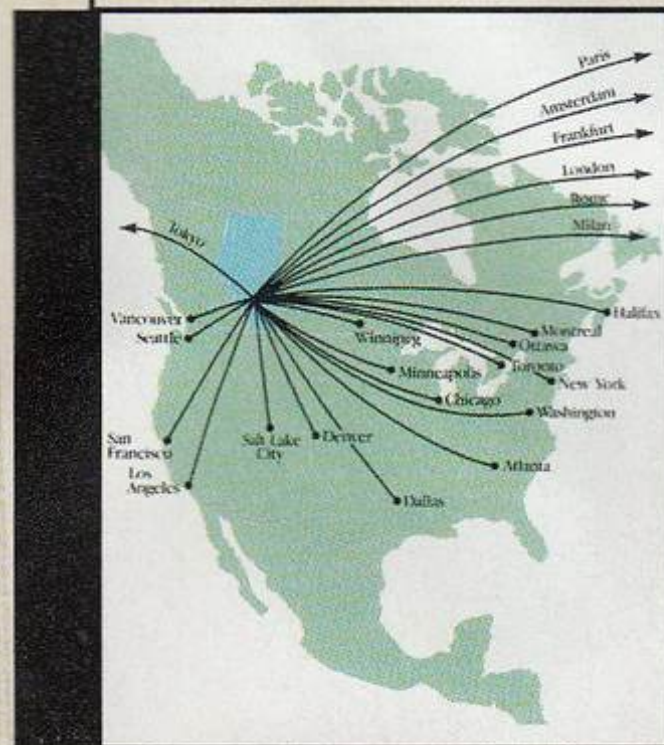 Paris
Amsterdam
Frankfurt
London
Rome
Milan
Tokyo
Halifax
Vancouver
Seattle
Winnipeg
Montreal
Ottawa
Toronto
Minneapolis
New York
Chicago
Washington
San
Francisco
Salt Lake
City
Denver
Atlanta
Los
Angeles
Dallas